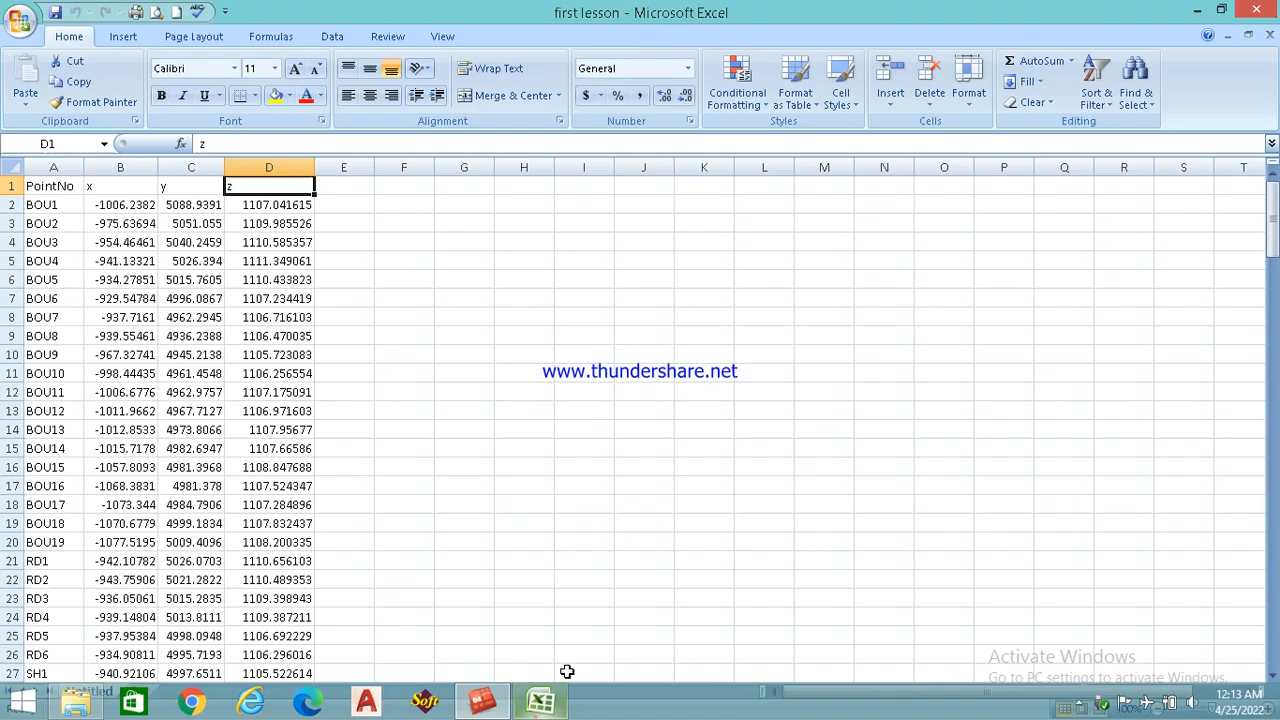 first lesson - Microsoft Excel
Home Insert Page Layout Formulas Data Review View
Paste Cut Copy Format Painter Clipboard
Calibri 11 B I U A A A Font
Wrap Text Merge & Center Alignment
General $ % , Number
Conditional Formatting Format as Table Cell Styles Styles
Insert Delete Format Cells
Σ AutoSum Fill Clear Sort & Filter Find & Select Editing
D1 fx z
A B C D E F G H I J K L M N O P Q R S T
1 PointNo x y z
2 BOU1 -1006.2382 5088.9391 1107.041615
3 BOU2 -975.63694 5051.055 1109.985526
4 BOU3 -954.46461 5040.2459 1110.585357
5 BOU4 -941.13321 5026.394 1111.349061
6 BOU5 -934.27851 5015.7605 1110.433823
7 BOU6 -929.54784 4996.0867 1107.234419
8 BOU7 -937.7161 4962.2945 1106.716103
9 BOU8 -939.55461 4936.2388 1106.470035
10 BOU9 -967.32741 4945.2138 1105.723083
11 BOU10 -998.44435 4961.4548 1106.256554
www.thundershare.net
12 BOU11 -1006.6776 4962.9757 1107.175091
13 BOU12 -1011.9662 4967.7127 1106.971603
14 BOU13 -1012.8533 4973.8066 1107.95677
15 BOU14 -1015.7178 4982.6947 1107.66586
16 BOU15 -1057.8093 4981.3968 1108.847688
17 BOU16 -1068.3831 4981.378 1107.524347
18 BOU17 -1073.344 4984.7906 1107.284896
19 BOU18 -1070.6779 4999.1834 1107.832437
20 BOU19 -1077.5195 5009.4096 1108.200335
21 RD1 -942.10782 5026.0703 1110.656103
22 RD2 -943.75906 5021.2822 1110.489353
23 RD3 -936.05061 5015.2835 1109.398943
24 RD4 -939.14804 5013.8111 1109.387211
25 RD5 -937.95384 4998.0948 1106.692229
26 RD6 -934.90811 4995.7193 1106.296016
27 SH1 -940.92106 4997.6511 1105.522614
Activate Windows
Go to PC settings to activate Windows.
Untitled
Soft
12:13 AM
4/25/2022